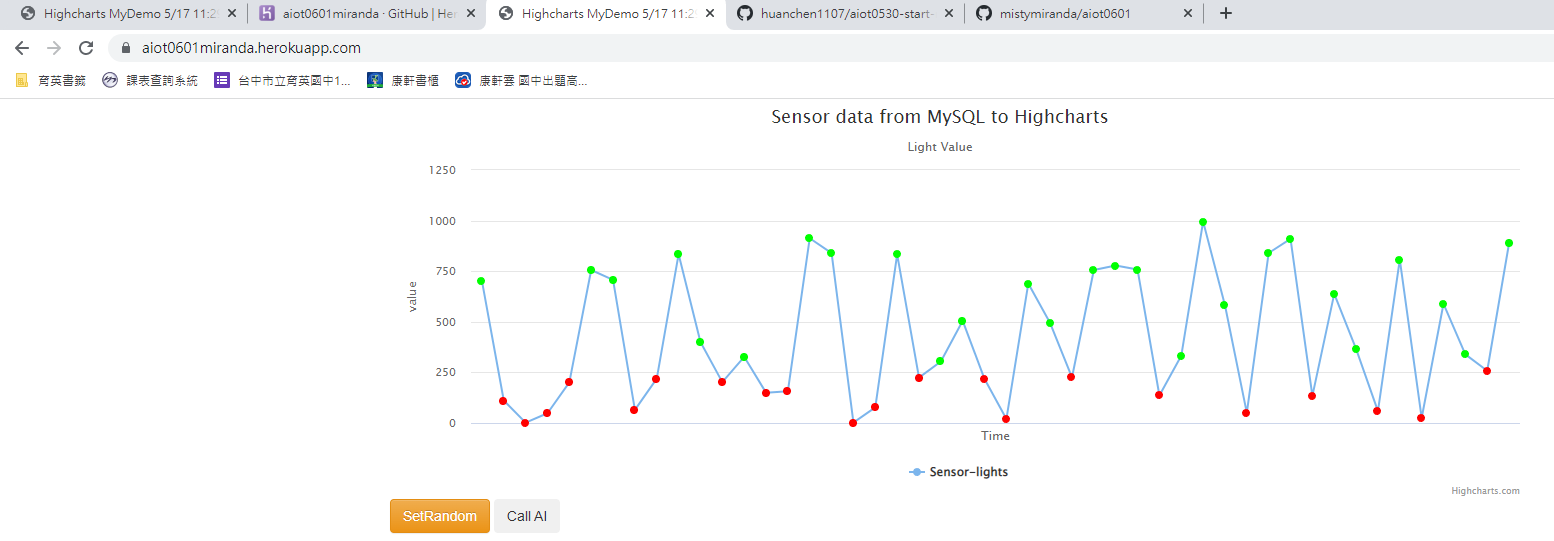 Highcharts MyDemo 5/17 11:2
aiot0601miranda · GitHub | Her
Highcharts MyDemo 5/17 11:2
huanchen1107/aiot0530-start-
mistymiranda/aiot0601
aiot0601miranda.herokuapp.com
育英書籤
課表查詢系統
台中市立育英國中1...
康軒書櫃
康軒雲 國中出題高...
Sensor data from MySQL to Highcharts
Light Value
1250
1000
750
500
250
0
value
Time
Sensor-lights
Highcharts.com
SetRandom
Call AI